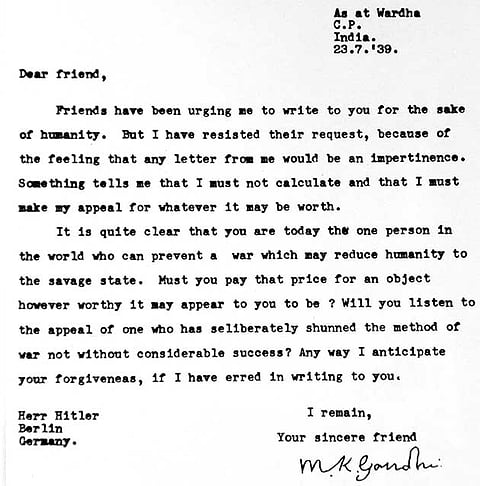 As at Wardha
C.P.
India.
23.7.'39.
Dear friend,
Friends have been urging me to write to you for the sake
of humanity. But I have resisted their request, because of
the feeling that any letter from me would be an impertinence.
Something tells me that I must not calculate and that I must
make my appeal for whatever it may be worth.
It is quite clear that you are today the one person in
the world who can prevent a war which may reduce humanity to
the savage state. Must you pay that price for an object
however worthy it may appear to you to be ? Will you listen to
the appeal of one who has seliberately shunned the method of
war not without considerable success? Any way I anticipate
your forgiveneas, if I have erred in writing to you.
Herr Hitler
Berlin
Germany.
I remain,
Your sincere friend
M.K.Gandhi